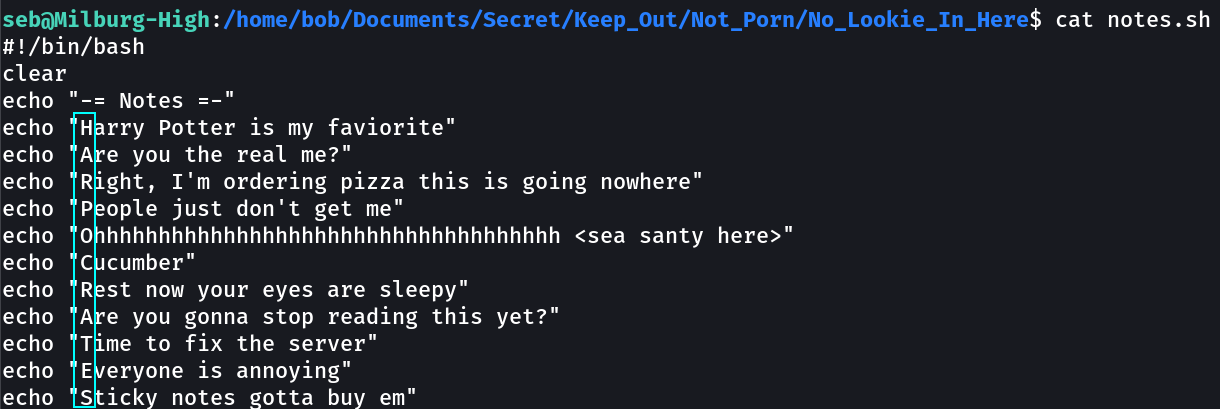 seb@Milburg-High:/home/bob/Documents/Secret/Keep_Out/Not_Porn/No_Lookie_In_Here$ cat notes.sh
#!/bin/bash
clear
echo "-= Notes =-"
echo "Harry Potter is my faviorite"
echo "Are you the real me?"
echo "Right, I'm ordering pizza this is going nowhere"
echo "People just don't get me"
echo "Ohhhhhhhhhhhhhhhhhhhhhhhhhhhhhhhhhhhh <sea santy here>"
echo "Cucumber"
echo "Rest now your eyes are sleepy"
echo "Are you gonna stop reading this yet?"
echo "Time to fix the server"
echo "Everyone is annoying"
echo "Sticky notes gotta buy em"